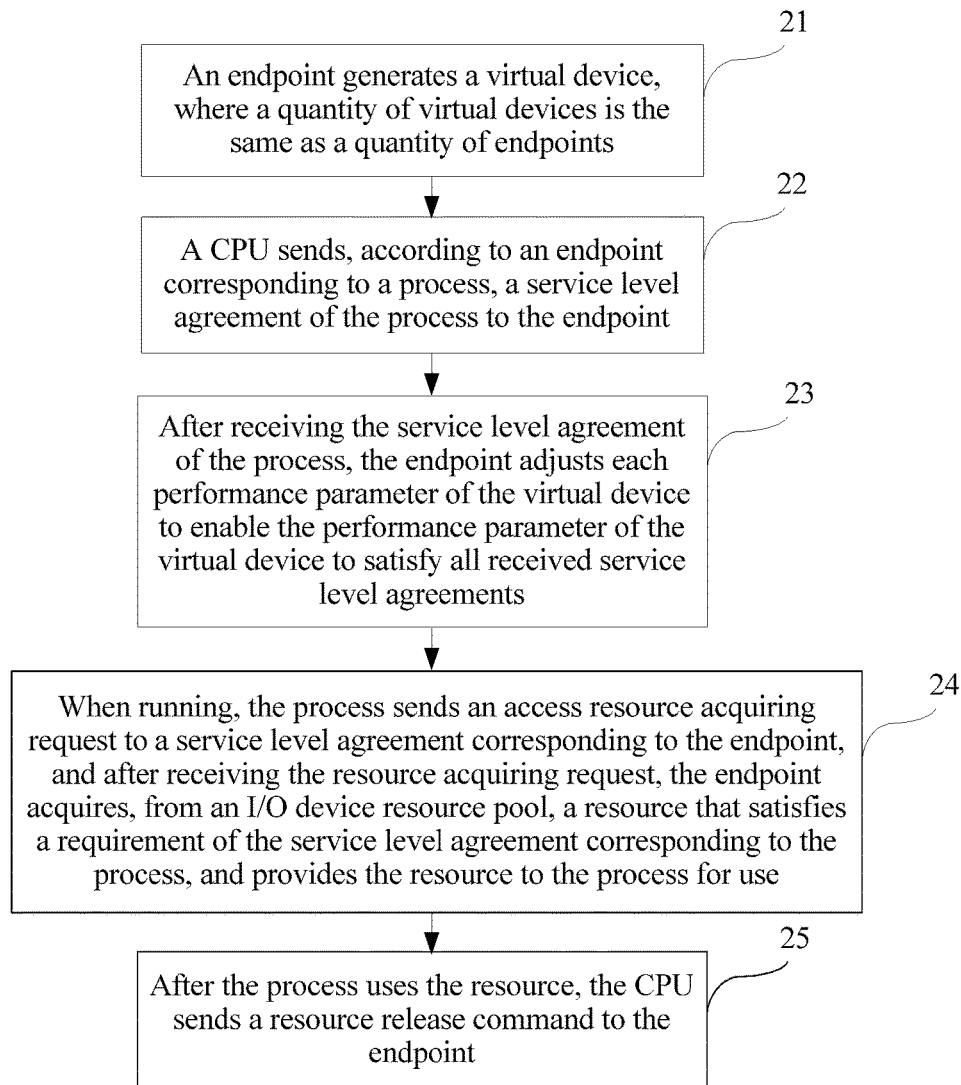 21
An endpoint generates a virtual device,
where a quantity of virtual devices is the
same as a quantity of endpoints
22
A CPU sends, according to an endpoint
corresponding to a process, a service level
agreement of the process to the endpoint
23
After receiving the service level agreement
of the process, the endpoint adjusts each
performance parameter of the virtual device
to enable the performance parameter of the
virtual device to satisfy all received service
level agreements
24
When running, the process sends an access resource acquiring
request to a service level agreement corresponding to the endpoint,
and after receiving the resource acquiring request, the endpoint
acquires, from an I/O device resource pool, a resource that satisfies
a requirement of the service level agreement corresponding to the
process, and provides the resource to the process for use
25
After the process uses the resource, the CPU
sends a resource release command to the
endpoint